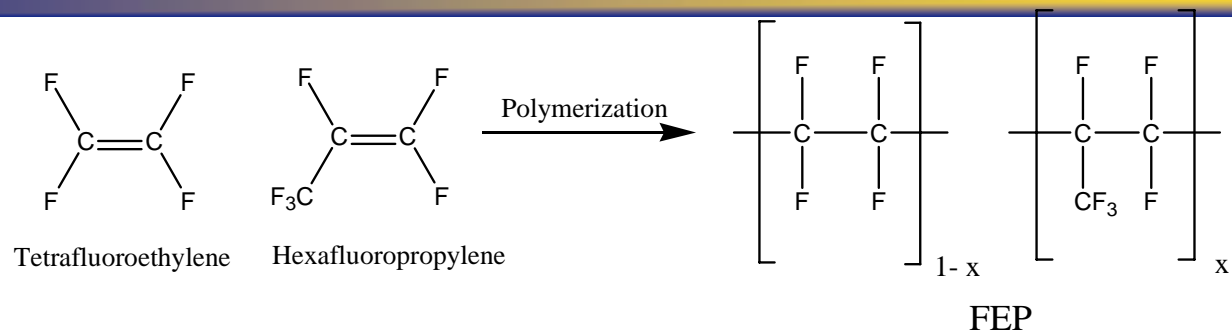 F F F F F F
C C C C Polymerization C C C C
F F F₃C F F F CF₃ F
Tetrafluoroethylene Hexafluoropropylene
1- x x
FEP
F F F F